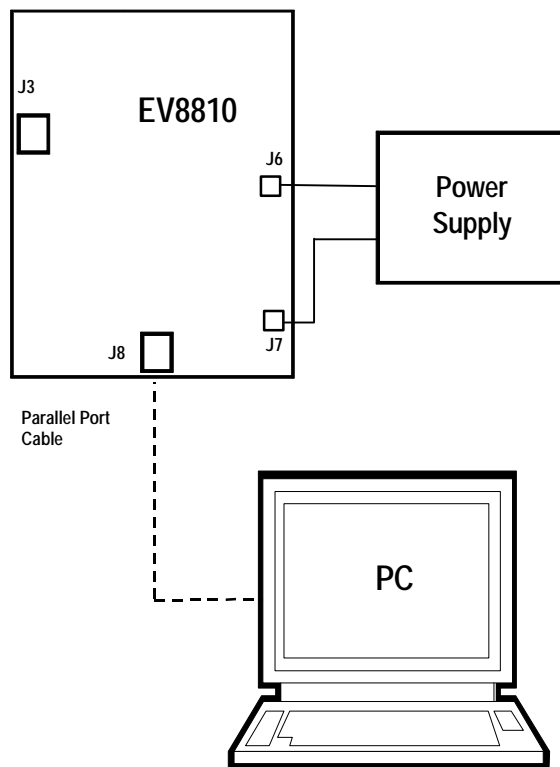 J3
EV8810
J6
Power
Supply
J7
J8
Parallel Port
Cable
PC